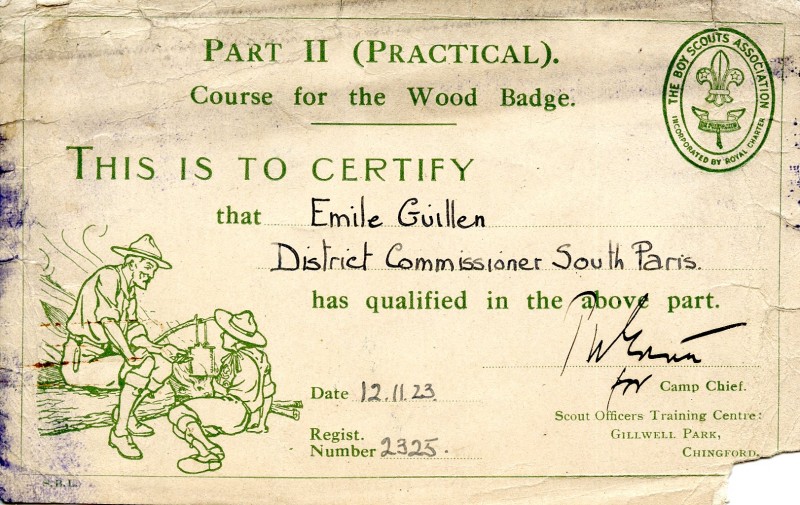 PART II (PRACTICAL).
Course for the Wood Badge.
THE BOY SCOUTS ASSOCIATION
INCORPORATED BY ROYAL CHARTER
BE PREPARED
THIS IS TO CERTIFY
that Emile Guillen
District Commissioner South Paris.
has qualified in the above part.
for Camp Chief.
Date 12.11.23
Scout Officers Training Centre:
Regist.
Number 2325.
GILLWELL PARK,
CHINGFORD.